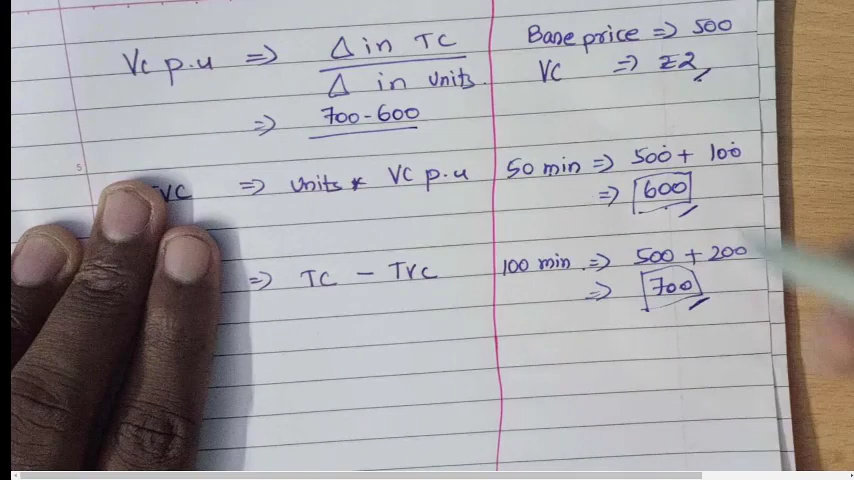 VC p.u => Δ in TC
Δ in units
=> 700-600
TVC => units * VC p.u
=> TC - TVC
Base price => 500
VC => ₹2
50 min => 500 + 100
=> 600
100 min => 500 + 200
=> 700